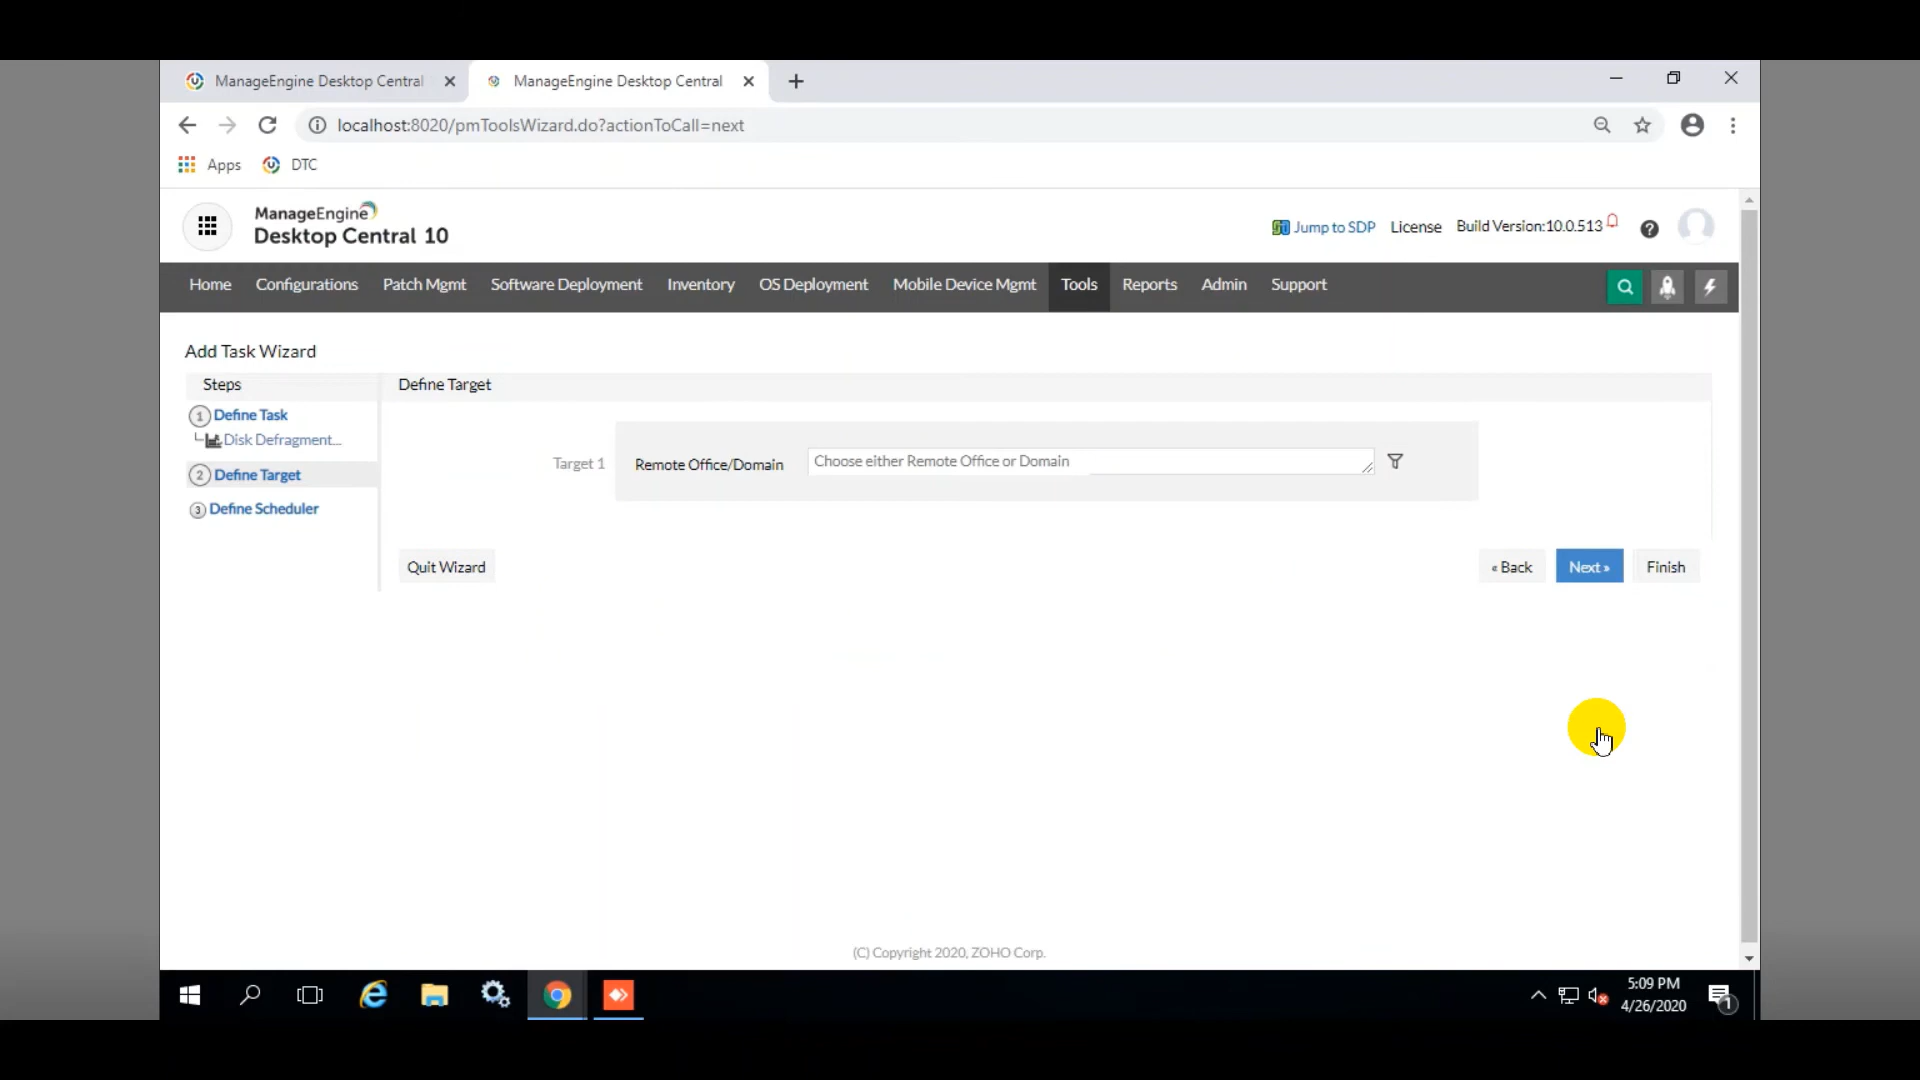 ManageEngine Desktop Central
ManageEngine Desktop Central
localhost:8020/pmToolsWizard.do?actionToCall=next
Apps
DTC
ManageEngine
Desktop Central 10
Jump to SDP
License
Build Version:10.0.513
Home
Configurations
Patch Mgmt
Software Deployment
Inventory
OS Deployment
Mobile Device Mgmt
Tools
Reports
Admin
Support
Add Task Wizard
Steps
Define Target
1 Define Task
Disk Defragment...
2 Define Target
3 Define Scheduler
Target 1
Remote Office/Domain
Choose either Remote Office or Domain
Quit Wizard
« Back
Next »
Finish
(C) Copyright 2020, ZOHO Corp.
5:09 PM
4/26/2020
1